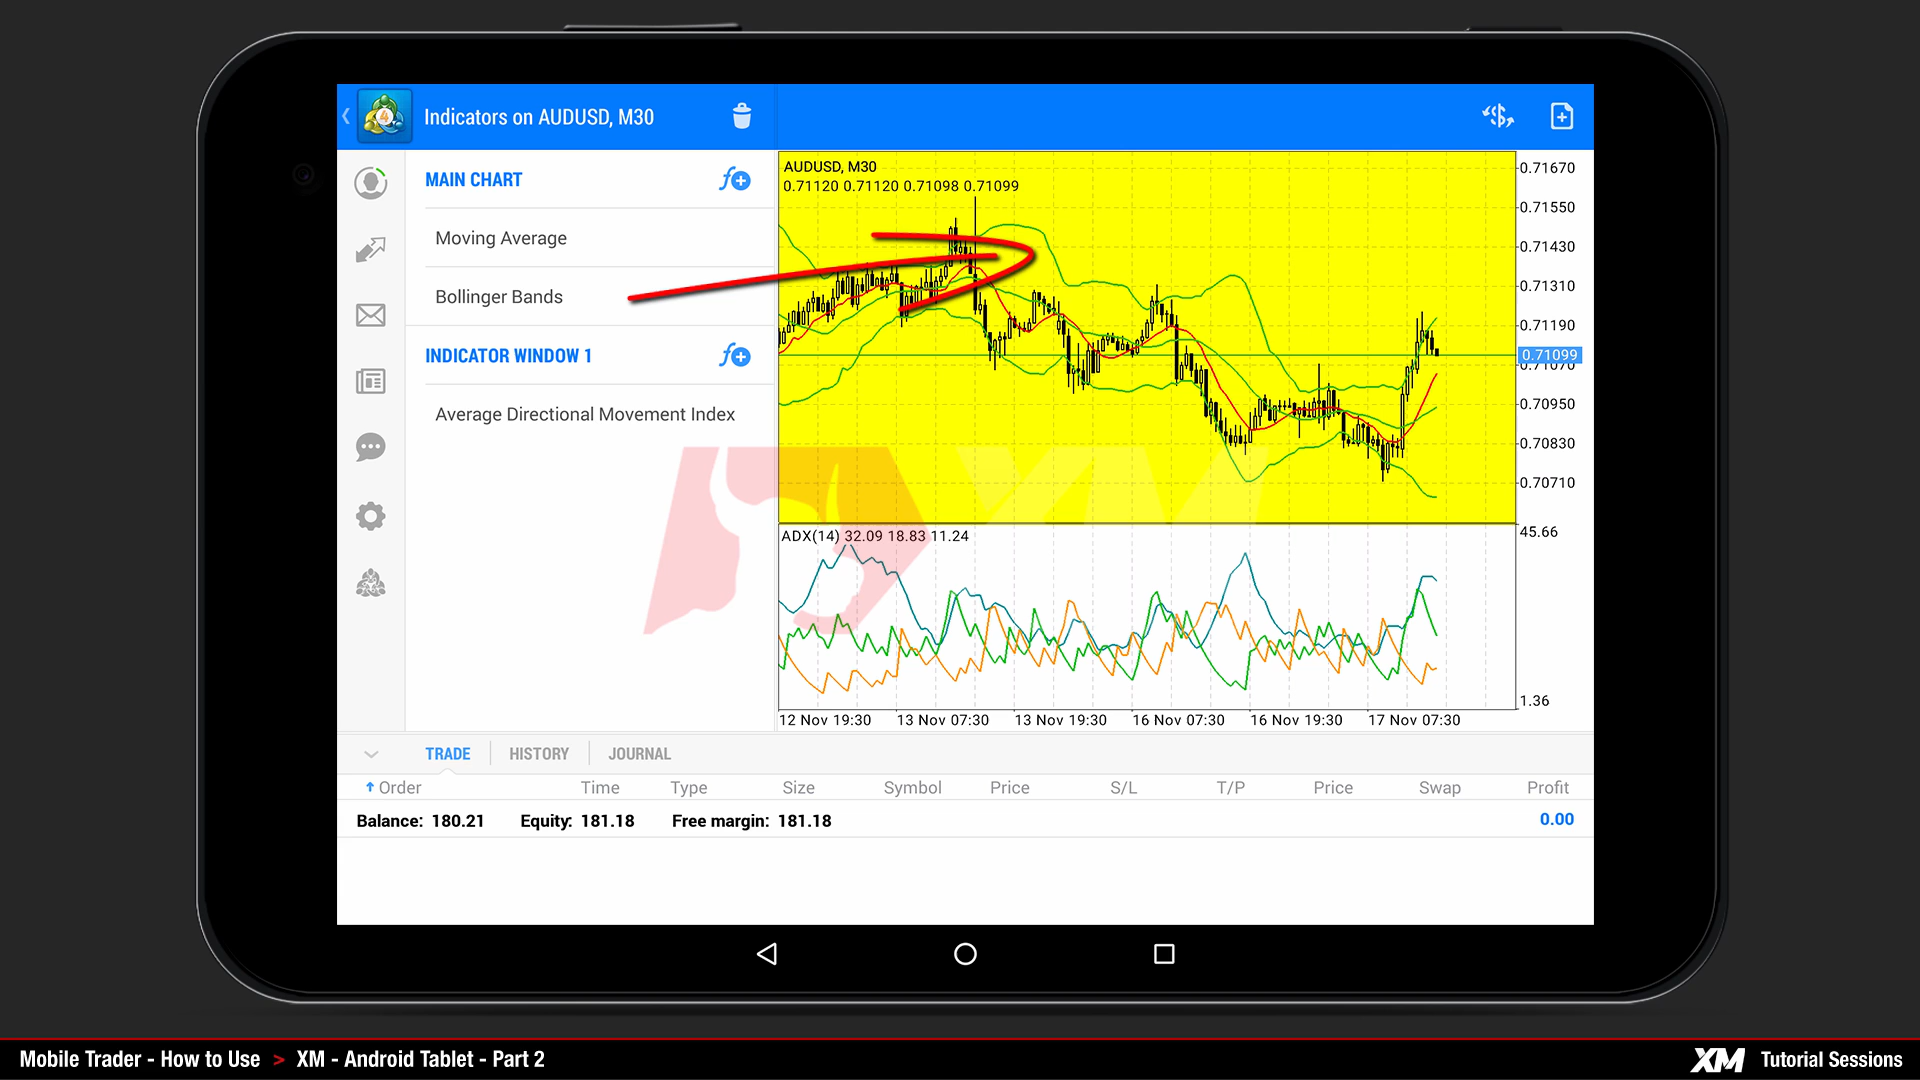 Indicators on AUDUSD, M30
MAIN CHART
Moving Average
Bollinger Bands
INDICATOR WINDOW 1
Average Directional Movement Index
AUDUSD, M30
0.71120 0.71120 0.71098 0.71099
0.71670
0.71550
0.71430
0.71310
0.71190
0.71099
0.71070
0.70950
0.70830
0.70710
XM
ADX(14) 32.09 18.83 11.24
45.66
1.36
12 Nov 19:30 13 Nov 07:30 13 Nov 19:30 16 Nov 07:30 16 Nov 19:30 17 Nov 07:30
TRADE HISTORY JOURNAL
Order Time Type Size Symbol Price S/L T/P Price Swap Profit
Balance: 180.21 Equity: 181.18 Free margin: 181.18 0.00
Mobile Trader - How to Use > XM - Android Tablet - Part 2
XM Tutorial Sessions